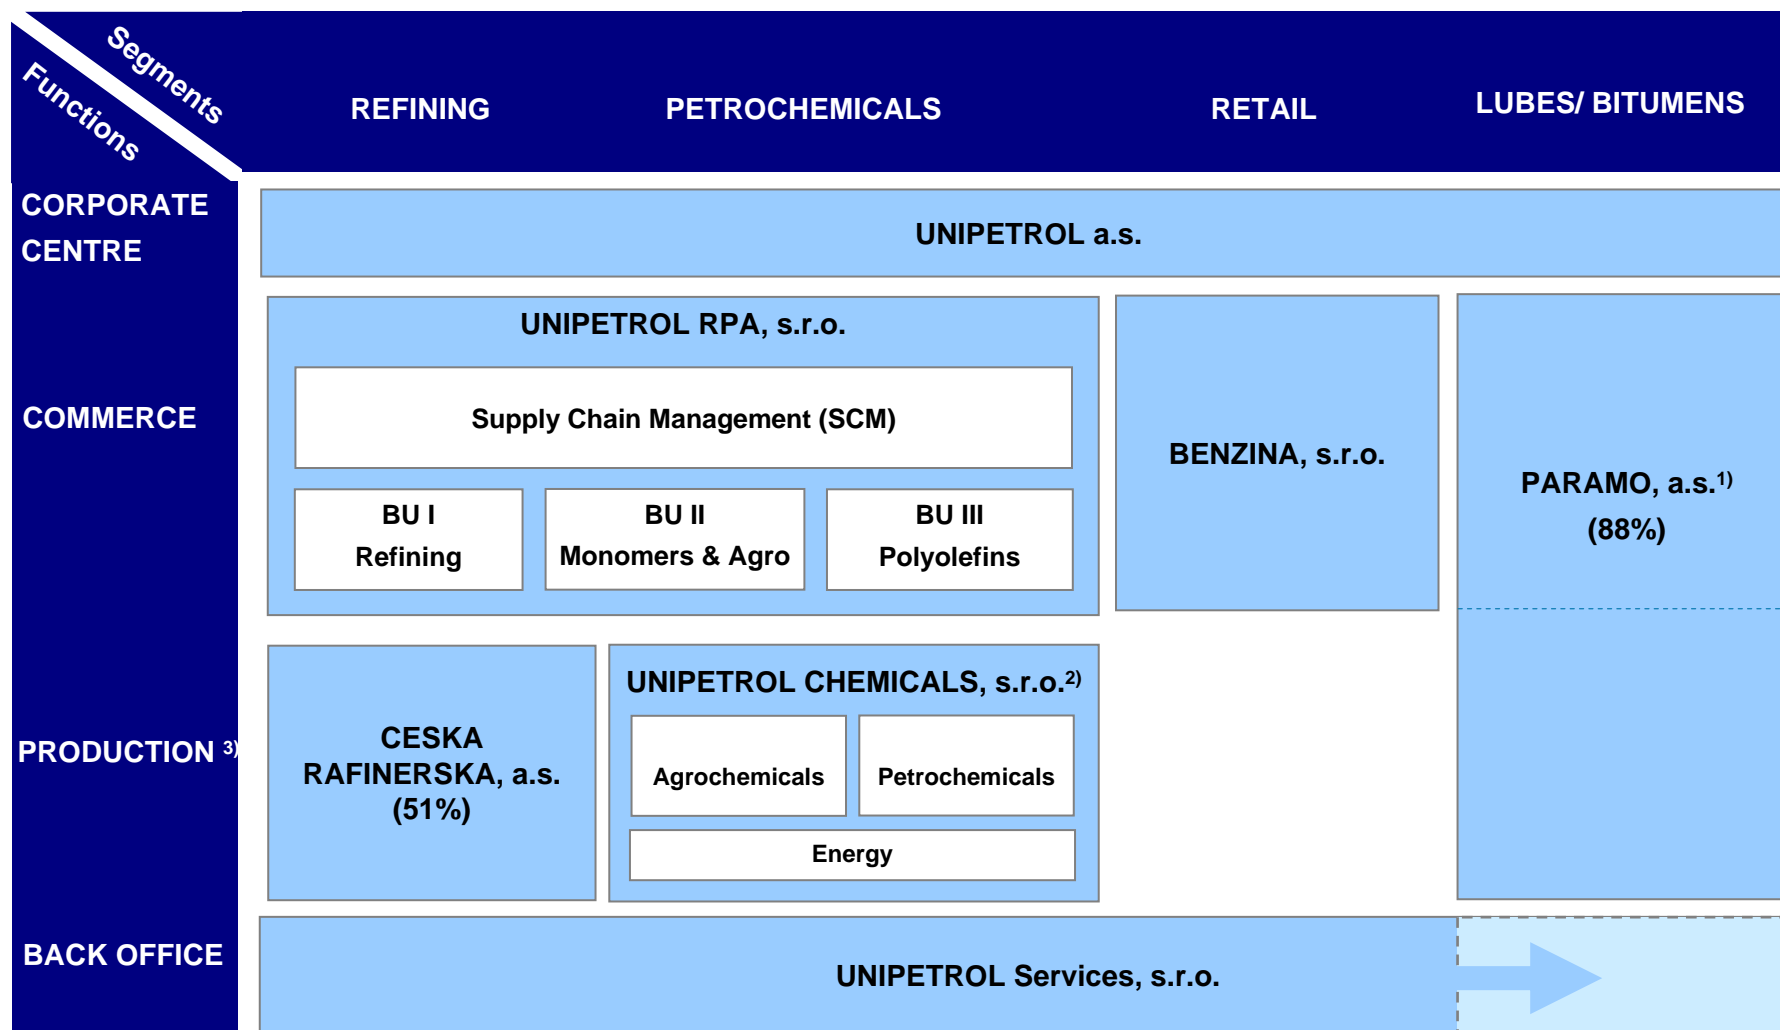 Segments
Functions
REFINING
PETROCHEMICALS
RETAIL
LUBES/ BITUMENS
CORPORATE
CENTRE
UNIPETROL a.s.
COMMERCE
UNIPETROL RPA, s.r.o.
Supply Chain Management (SCM)
BU I
Refining
BU II
Monomers & Agro
BU III
Polyolefins
BENZINA, s.r.o.
PARAMO, a.s.1)
(88%)
PRODUCTION 3)
CESKA
RAFINERSKA, a.s.
(51%)
UNIPETROL CHEMICALS, s.r.o.2)
Agrochemicals
Petrochemicals
Energy
BACK OFFICE
UNIPETROL Services, s.r.o.